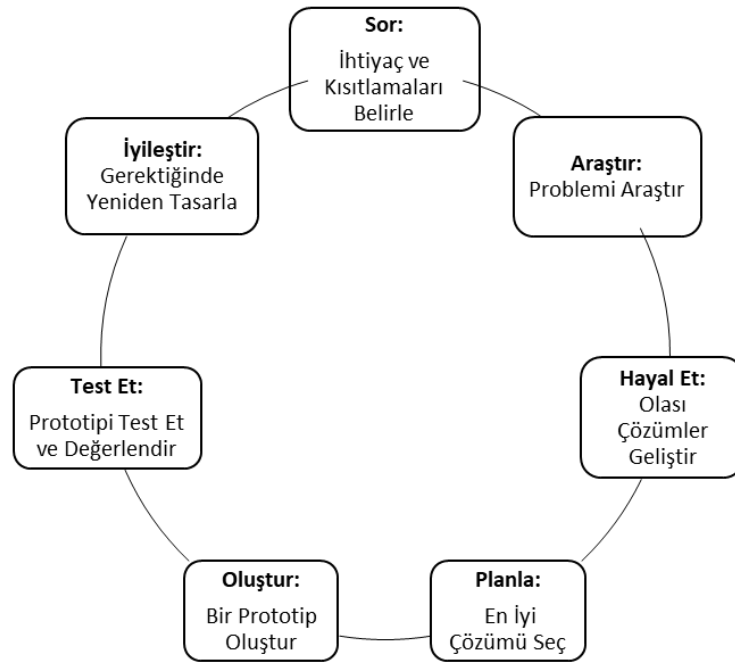 Sor:
İhtiyaç ve
Kısıtlamaları
Belirle
Araştır:
Problemi Araştır
Hayal Et:
Olası
Çözümler
Geliştir
Planla:
En İyi
Çözümü Seç
Oluştur:
Bir Prototip
Oluştur
Test Et:
Prototipi Test Et
ve Değerlendir
İyileştir:
Gerektiğinde
Yeniden Tasarla